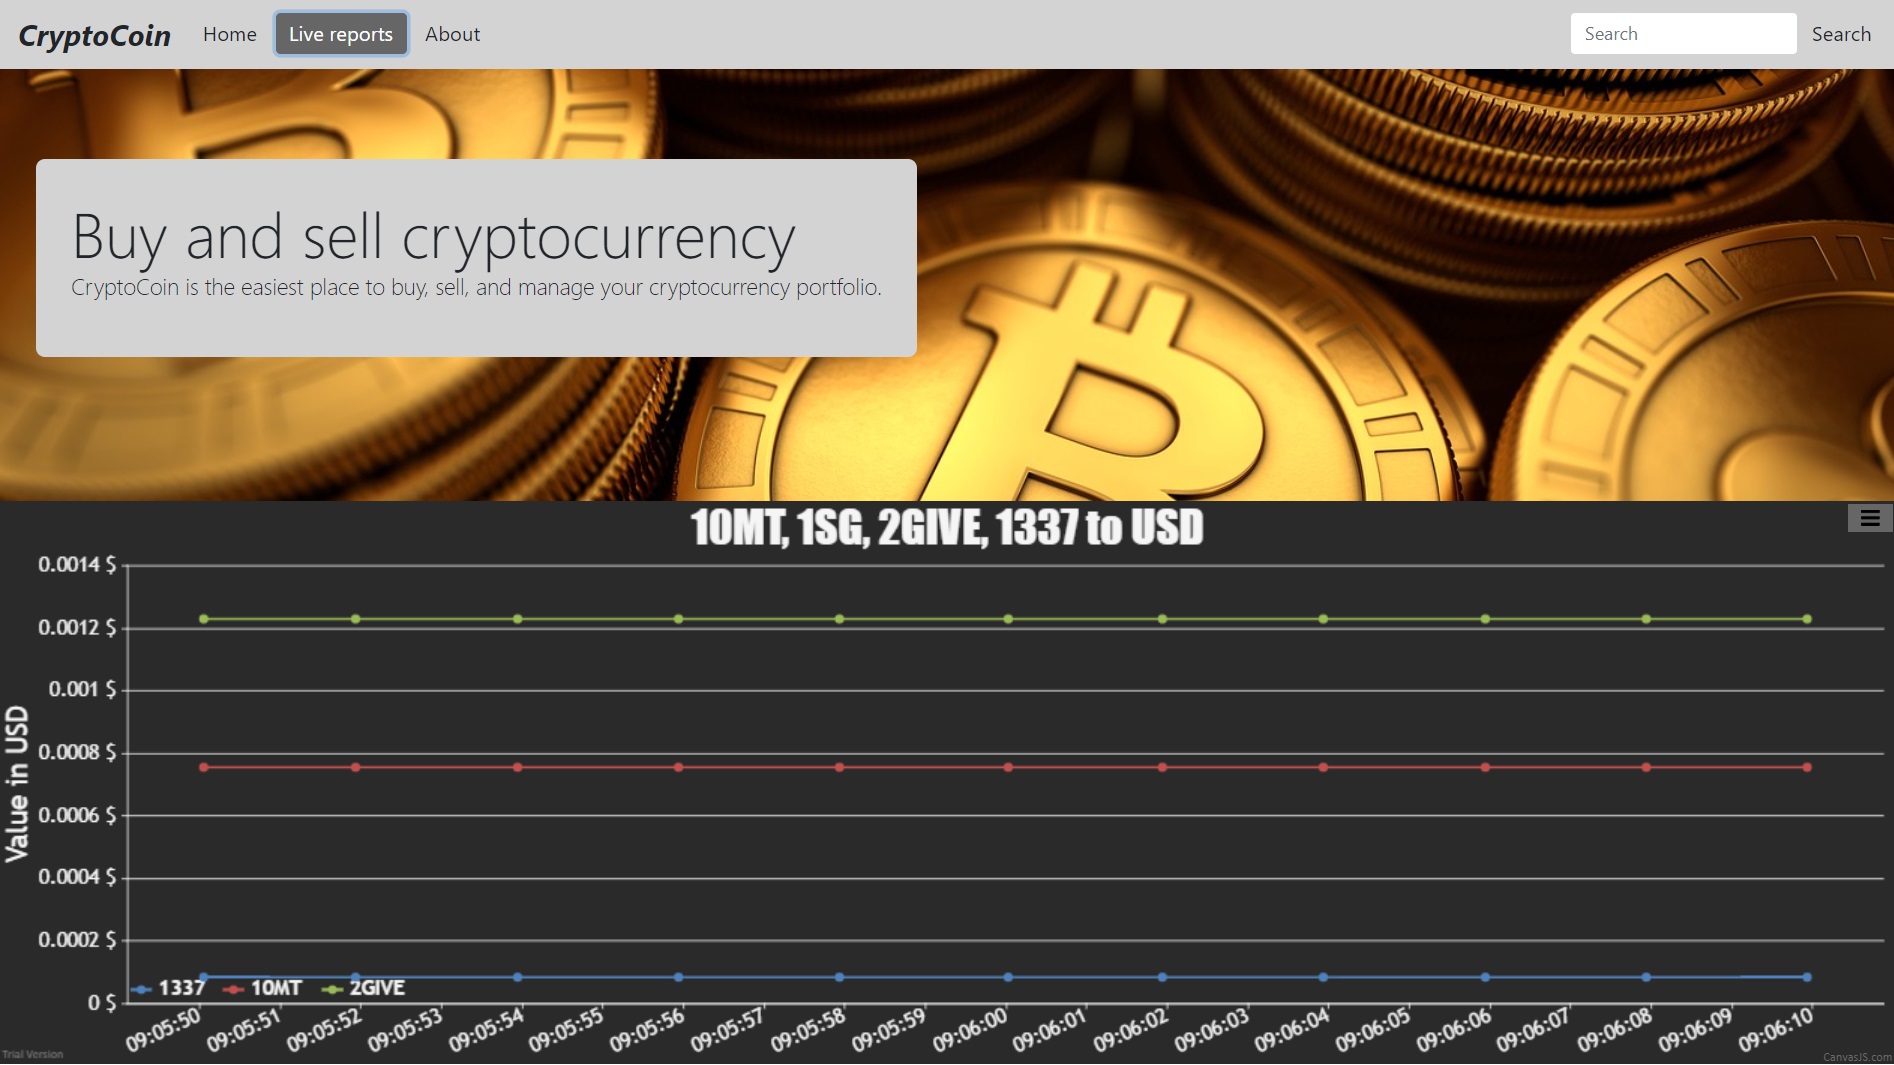 CryptoCoin Home Live reports About Search Search
Buy and sell cryptocurrency
CryptoCoin is the easiest place to buy, sell, and manage your cryptocurrency portfolio.
10MT, 1SG, 2GIVE, 1337 to USD
Value in USD
0.0014 $
0.0012 $
0.001 $
0.0008 $
0.0006 $
0.0004 $
0.0002 $
0 $
1337 10MT 2GIVE
09:05:50 09:05:51 09:05:52 09:05:53 09:05:54 09:05:55 09:05:56 09:05:57 09:05:58 09:05:59 09:06:00 09:06:01 09:06:02 09:06:03 09:06:04 09:06:05 09:06:06 09:06:07 09:06:08 09:06:09 09:06:10
Trial Version CanvasJS.com